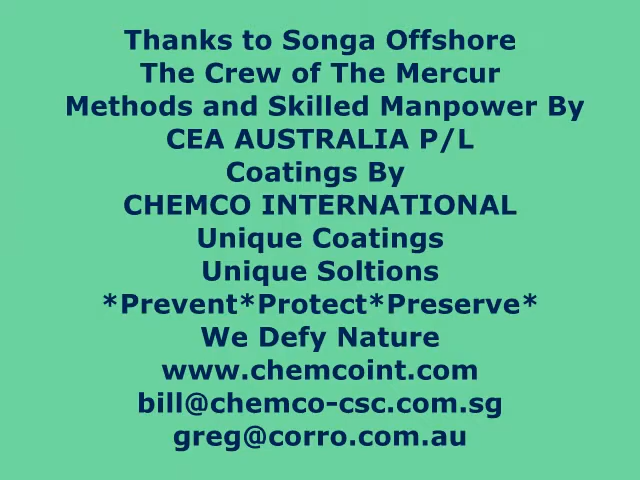 Thanks to Songa Offshore
The Crew of The Mercur
Methods and Skilled Manpower By
CEA AUSTRALIA P/L
Coatings By
CHEMCO INTERNATIONAL
Unique Coatings
Unique Soltions
*Prevent*Protect*Preserve*
We Defy Nature
www.chemcoint.com
bill@chemco-csc.com.sg
greg@corro.com.au